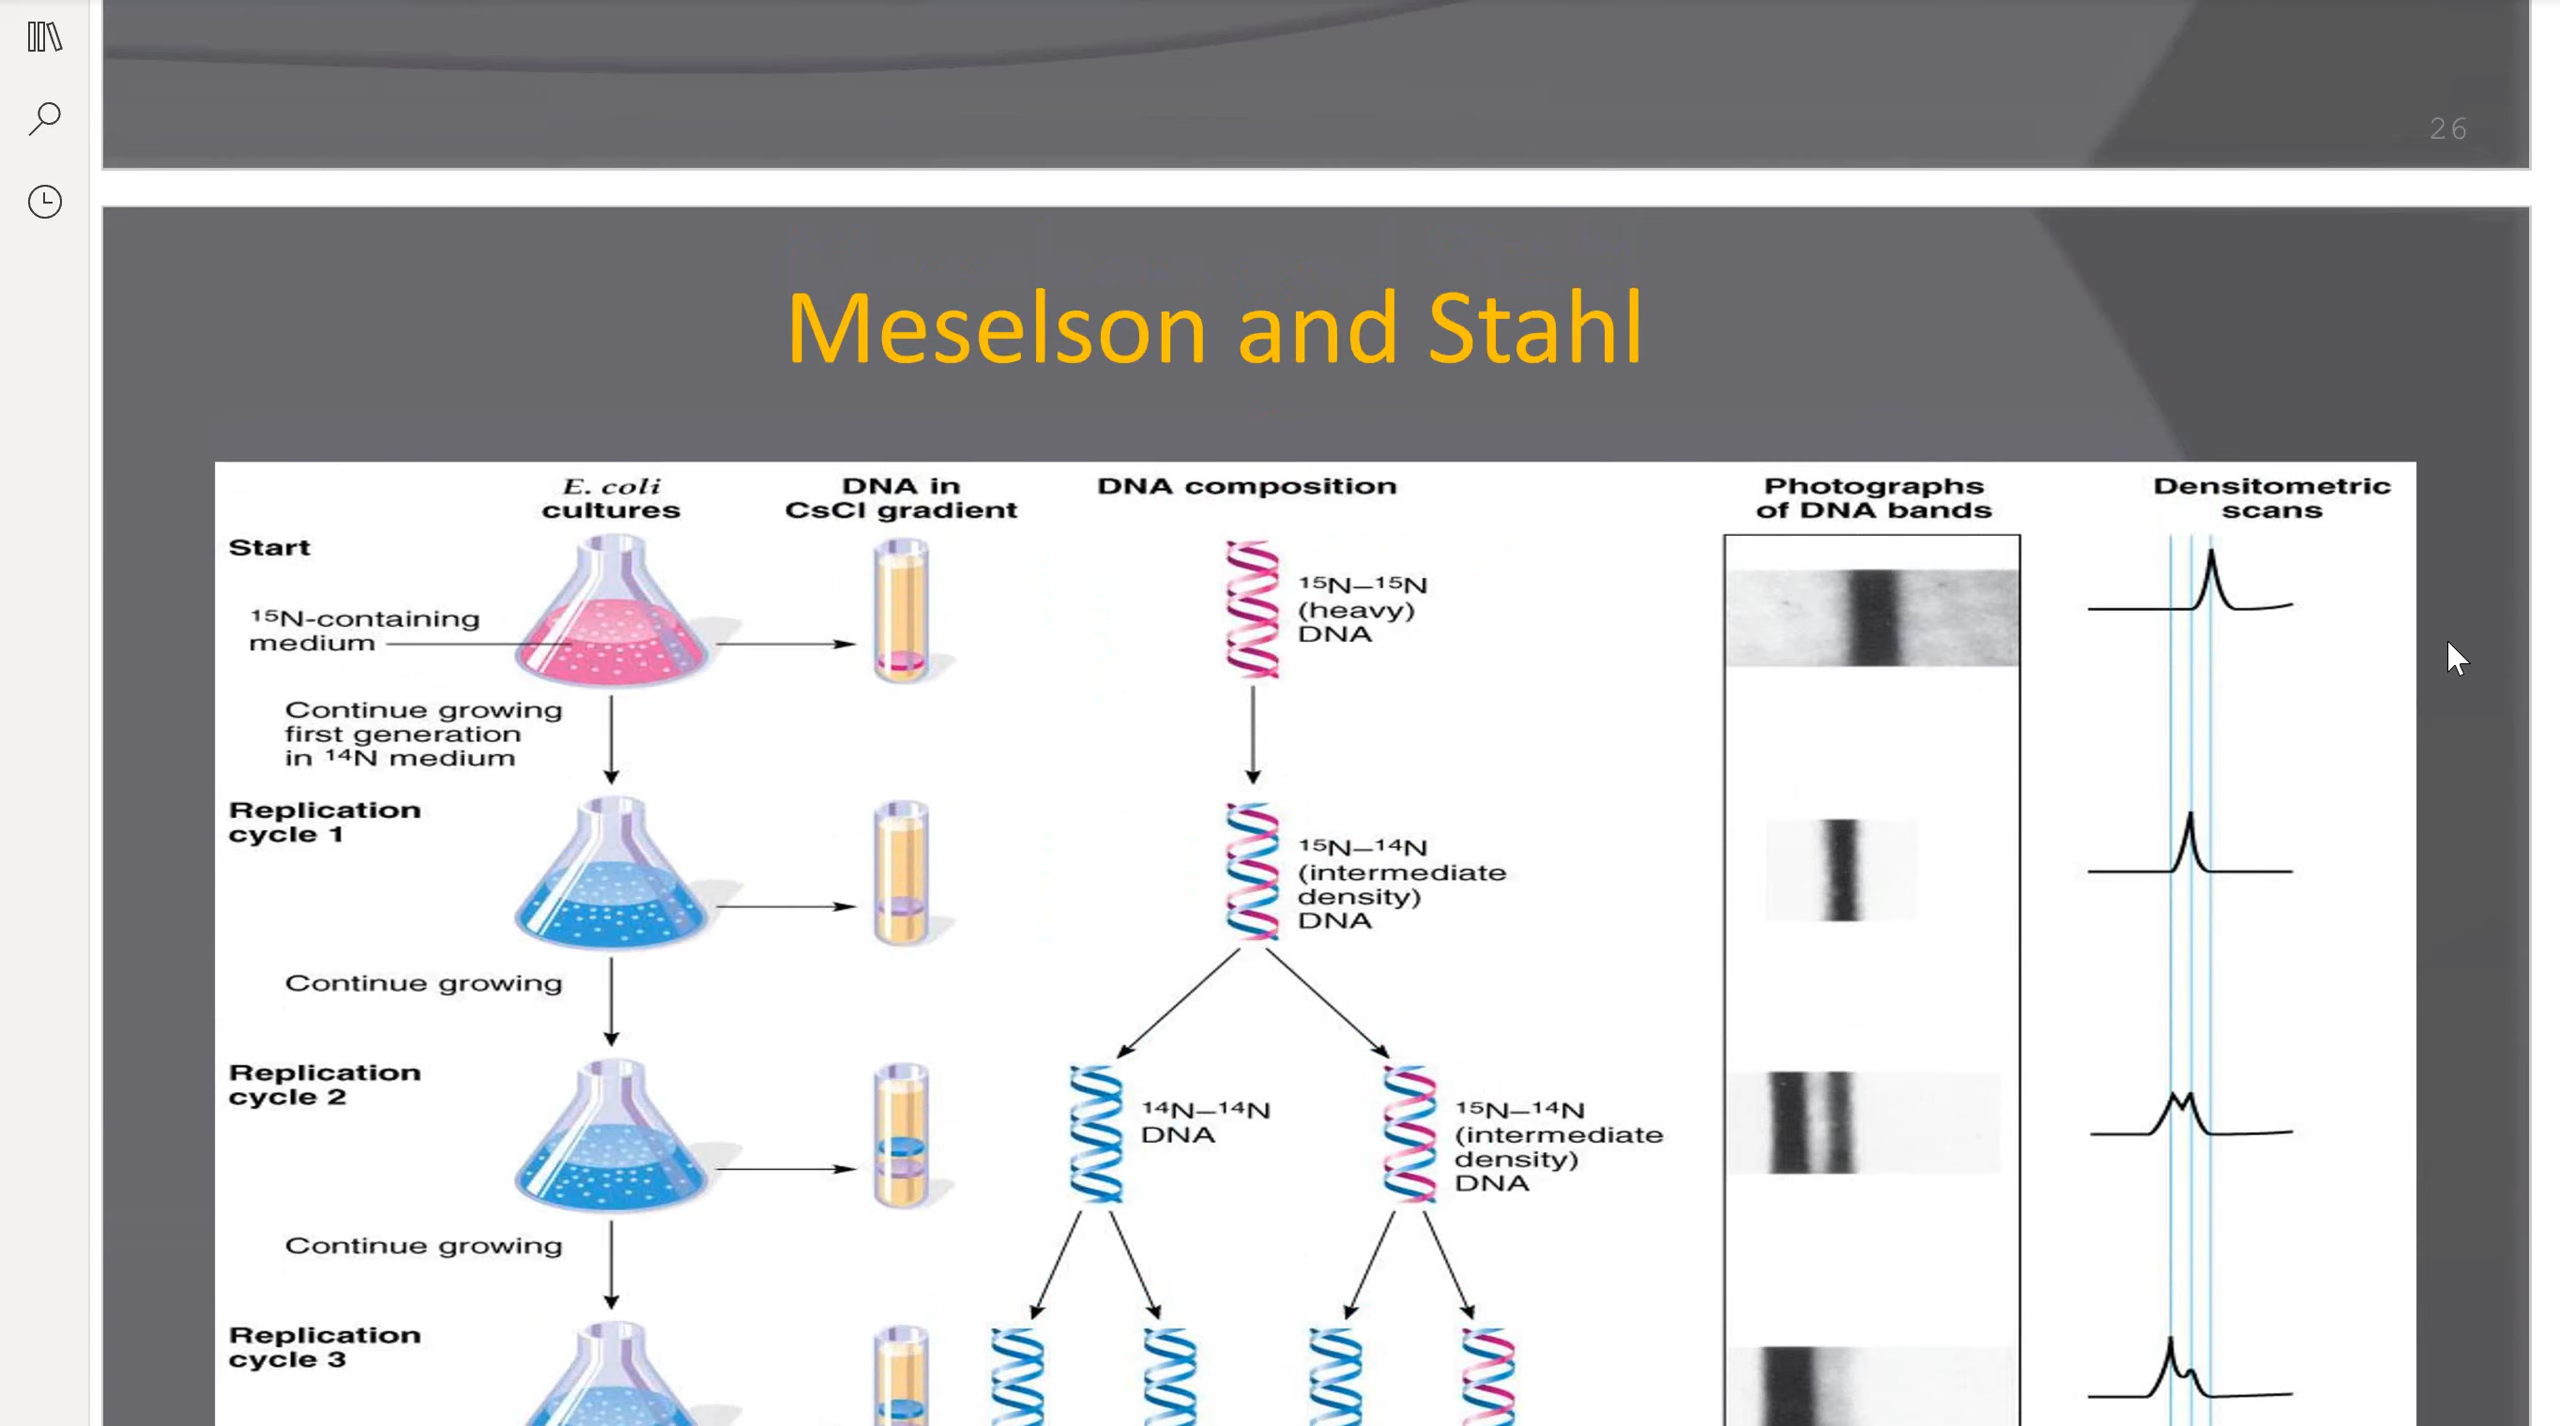 26
Meselson and Stahl
E. coli
cultures
DNA in
CsCl gradient
DNA composition
Photographs
of DNA bands
Densitometric
scans
Start
¹⁵N-containing
medium
¹⁵N–¹⁵N
(heavy)
DNA
Continue growing
first generation
in ¹⁴N medium
Replication
cycle 1
¹⁵N–¹⁴N
(intermediate
density)
DNA
Continue growing
Replication
cycle 2
¹⁴N–¹⁴N
DNA
¹⁵N–¹⁴N
(intermediate
density)
DNA
Continue growing
Replication
cycle 3